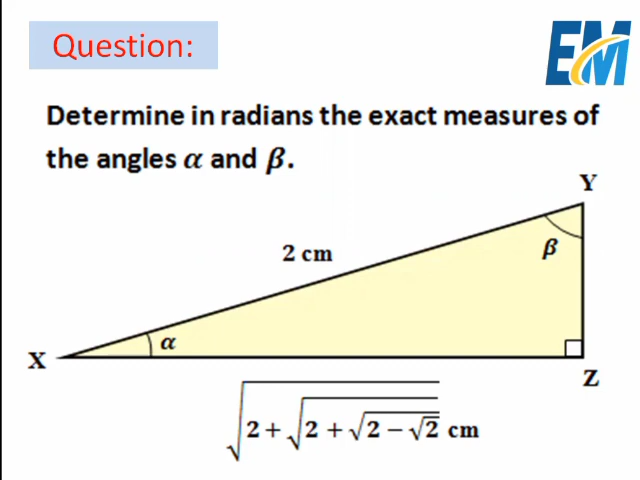 Question:
EM
Determine in radians the exact measures of
the angles α and β.
Y
2 cm
β
α
X
Z
√(2 + √(2 + √(2 − √2))) cm